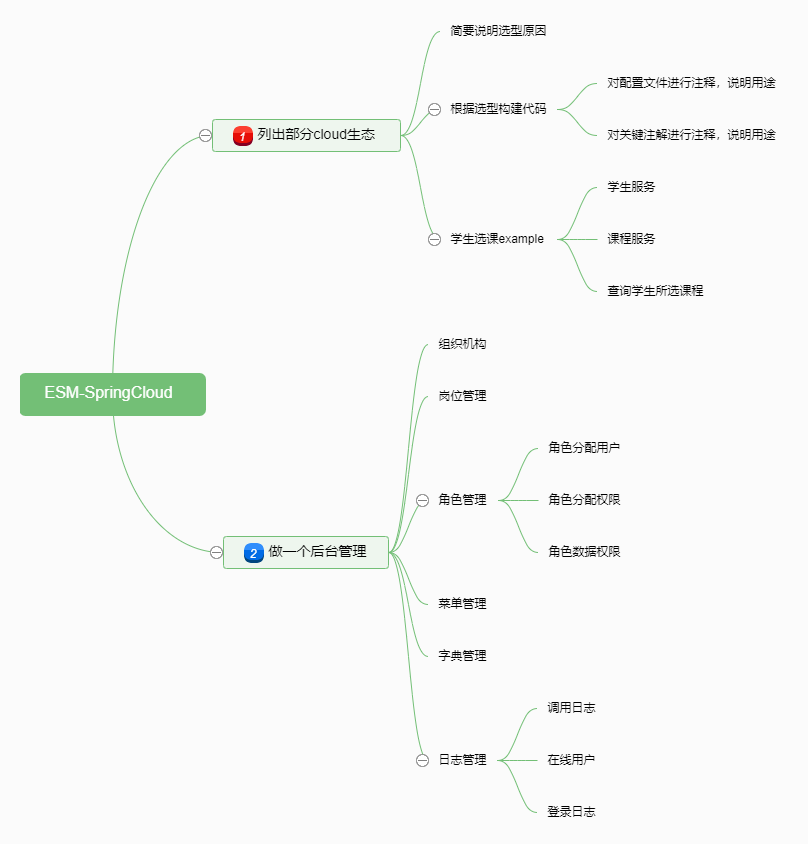 ESM-SpringCloud
1 列出部分cloud生态
简要说明选型原因
根据选型构建代码
对配置文件进行注释，说明用途
对关键注解进行注释，说明用途
学生选课example
学生服务
课程服务
查询学生所选课程
2 做一个后台管理
组织机构
岗位管理
角色管理
角色分配用户
角色分配权限
角色数据权限
菜单管理
字典管理
日志管理
调用日志
在线用户
登录日志